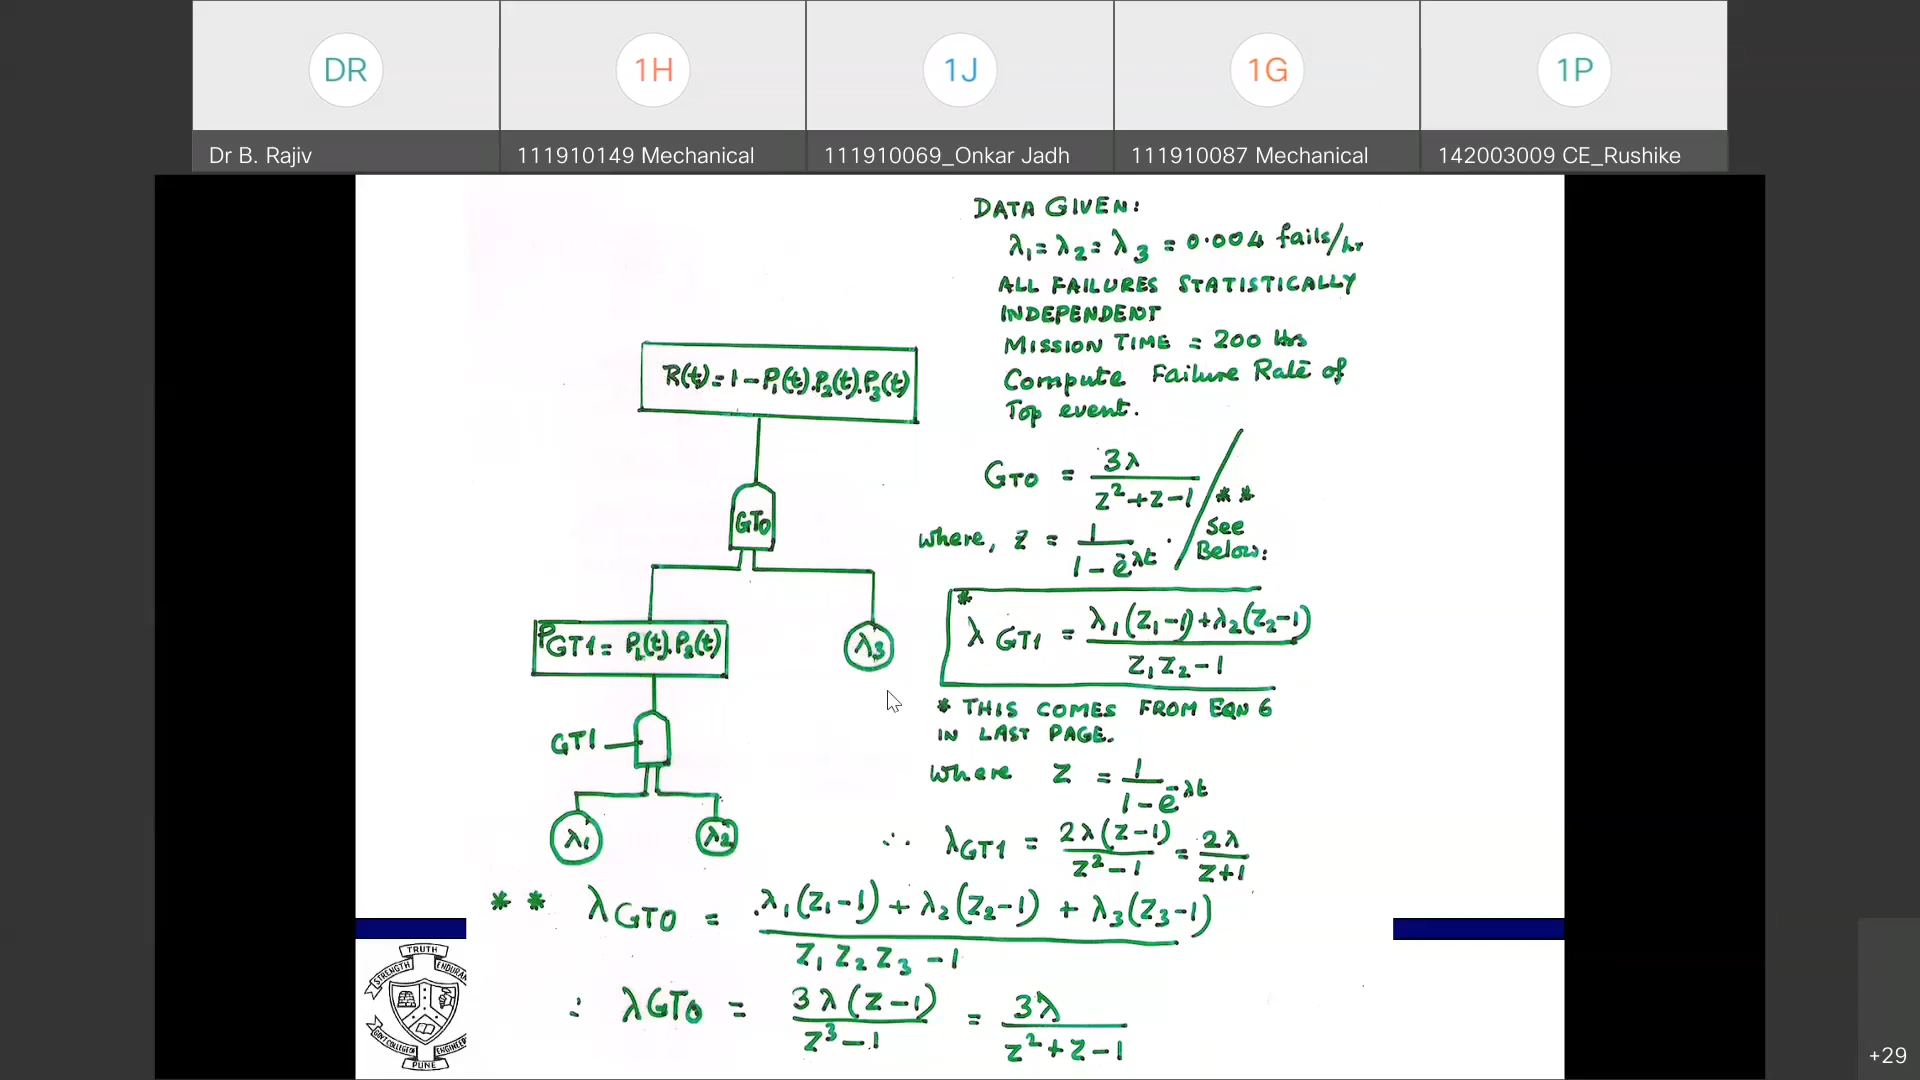 DR
1H
1J
1G
1P
Dr B. Rajiv
111910149 Mechanical
111910069_Onkar Jadh
111910087 Mechanical
142003009 CE_Rushike
DATA GIVEN:
λ₁ = λ₂ = λ₃ = 0.004 fails/hr
ALL FAILURES STATISTICALLY
INDEPENDENT
MISSION TIME = 200 Hrs
Compute Failure Rate of
Top event.
R(t) = 1 - P₁(t).P₂(t).P₃(t)
GT0
GT0 = 3λ / z²+z-1
** See Below:
where, z = 1 / 1-e^-λt .
PGT1 = P₁(t).P₂(t)
λ₃
* λGT1 = λ₁(z₁-1)+λ₂(z₂-1) / z₁z₂-1
* THIS COMES FROM EQN 6
IN LAST PAGE.
GT1
where z = 1 / 1-e^-λt
λ₁
λ₂
∴ λGT1 = 2λ(z-1) / z²-1 = 2λ / z+1
** λGT0 = λ₁(z₁-1) + λ₂(z₂-1) + λ₃(z₃-1) / z₁z₂z₃-1
: λGT0 = 3λ(z-1) / z³-1 = 3λ / z²+z-1
TRUTH
STRENGTH
PUNE
+29